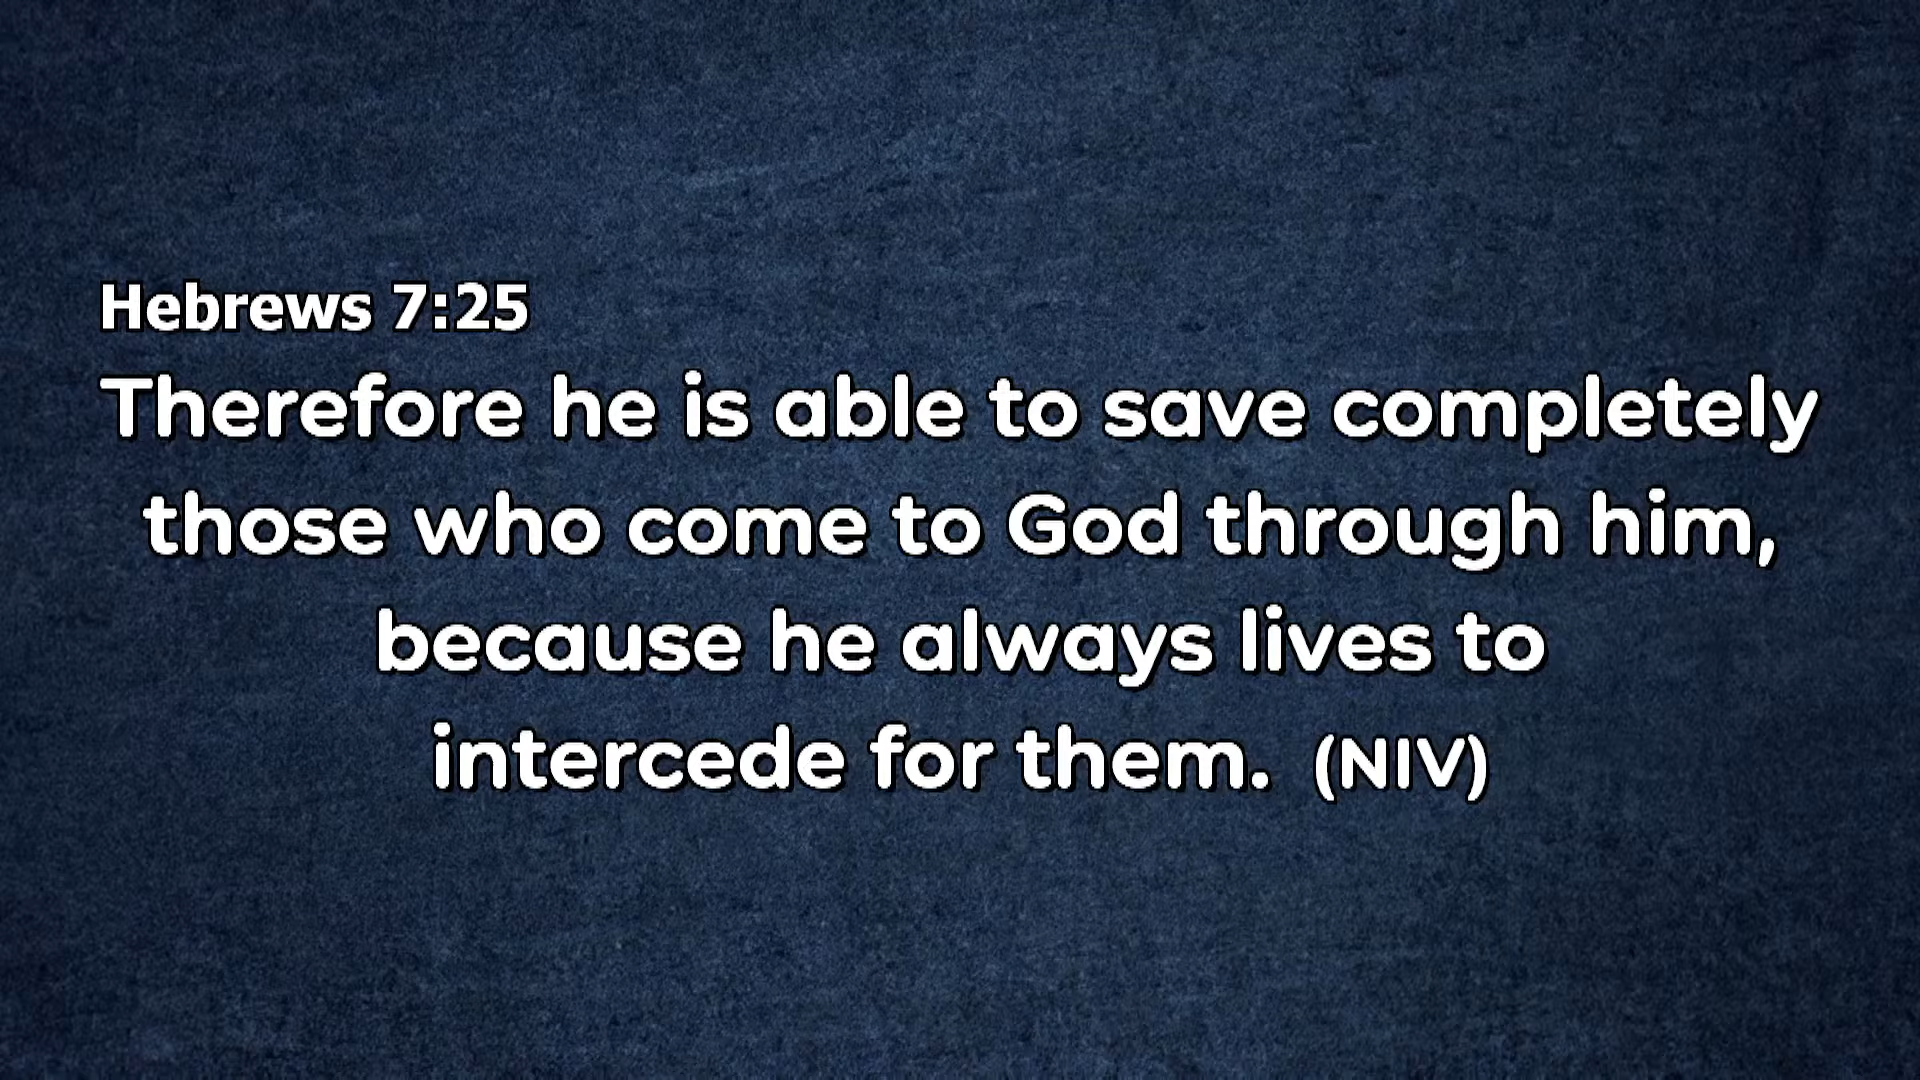 Hebrews 7:25
Therefore he is able to save completely
those who come to God through him,
because he always lives to
intercede for them. (NIV)